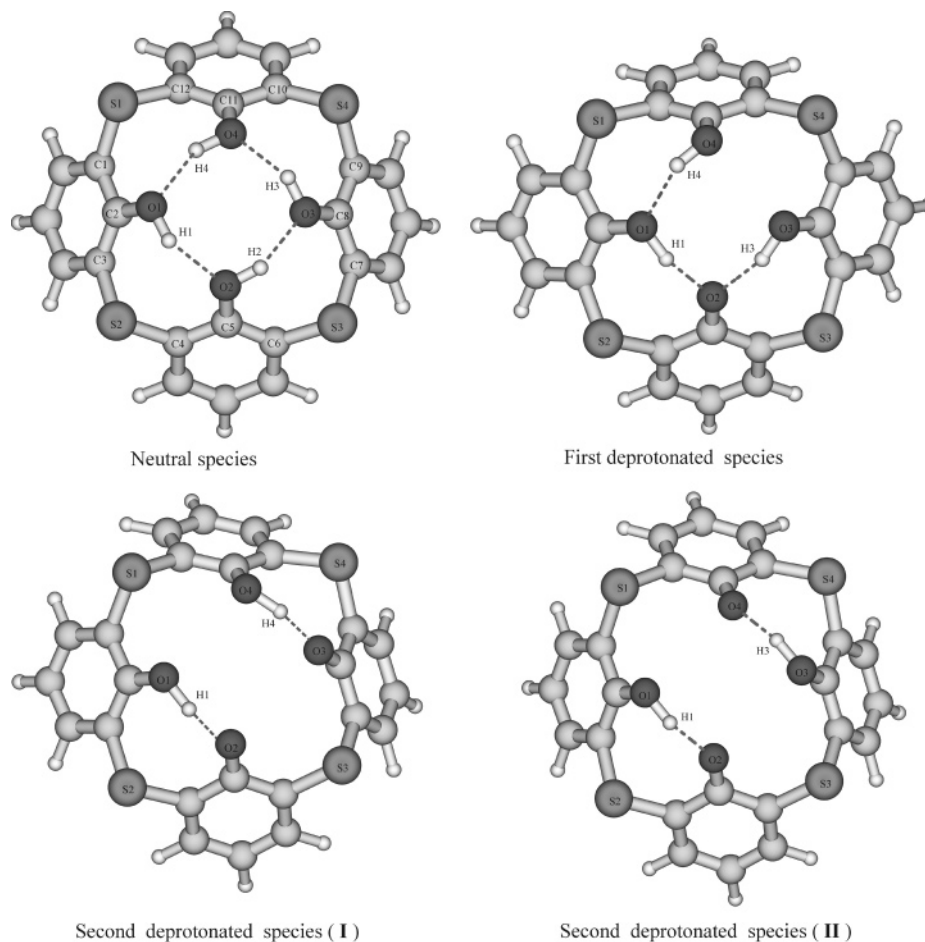 C12 C11 C10
S1 S4
O4
H4
C1 C9
H3
C2 O1 O3 C8
H1 H2
C3 C7
O2
S2 C5 S3
C4 C6
Neutral species
S1 S4
O4
H4
O1 O3
H1 H3
O2
S2 S3
First deprotonated species
S1 S4
O4
H4
O3
O1
H1
O2
S2 S3
Second deprotonated species ( I )
S1 S4
O4
H3
O3
O1
H1
O2
S2 S3
Second deprotonated species ( II )